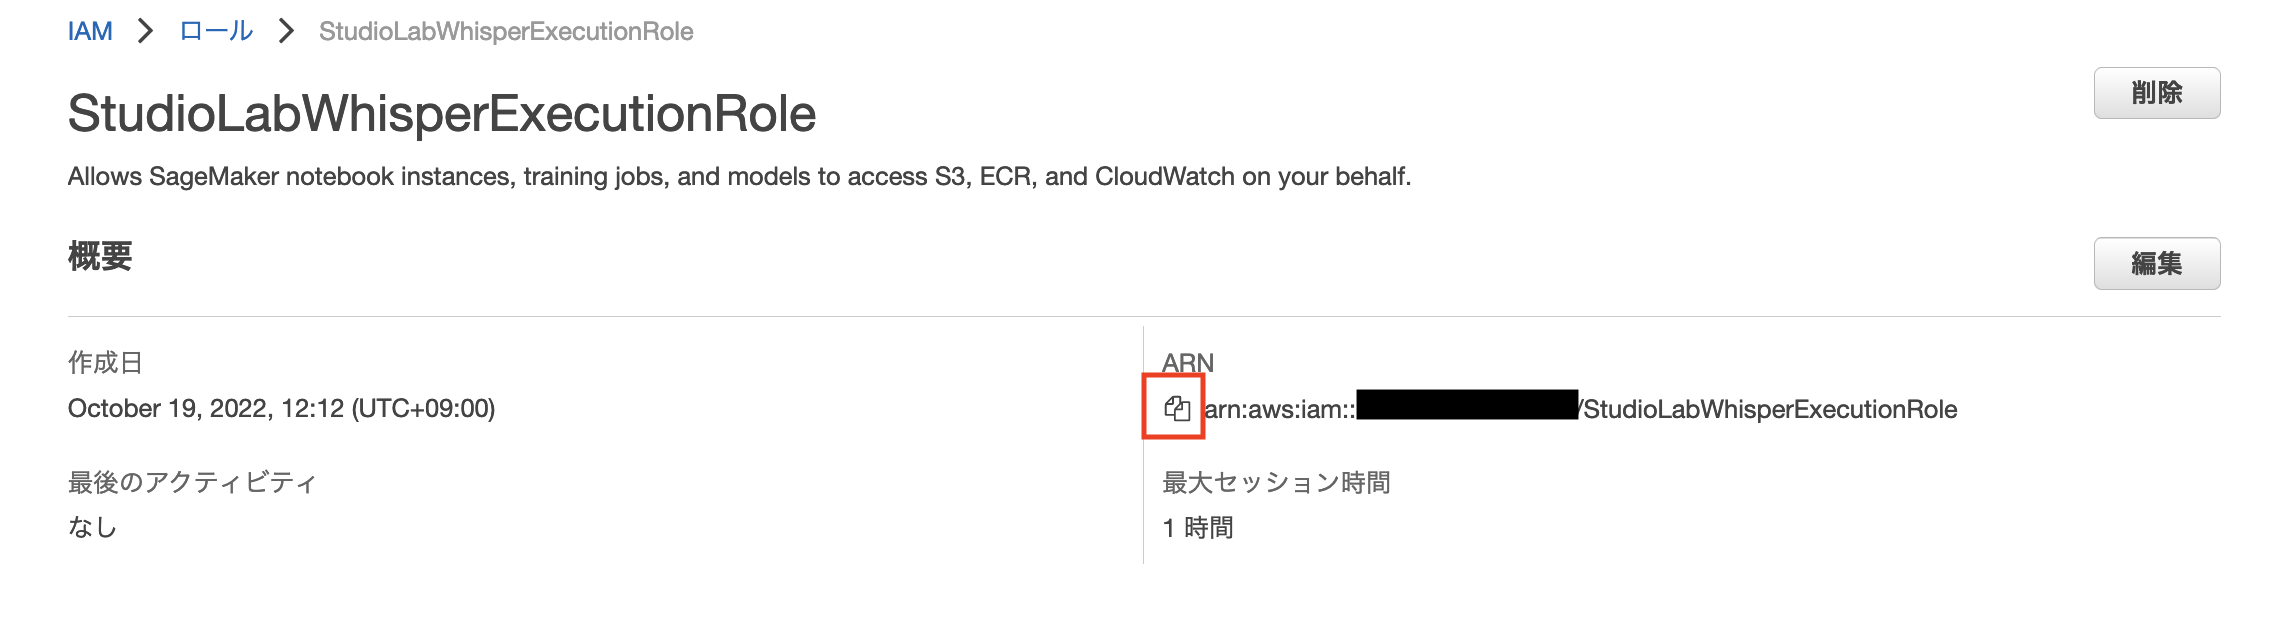 IAM > ロール > StudioLabWhisperExecutionRole
StudioLabWhisperExecutionRole
削除
Allows SageMaker notebook instances, training jobs, and models to access S3, ECR, and CloudWatch on your behalf.
概要
編集
作成日
October 19, 2022, 12:12 (UTC+09:00)
ARN
arn:aws:iam::/StudioLabWhisperExecutionRole
最後のアクティビティ
なし
最大セッション時間
1 時間